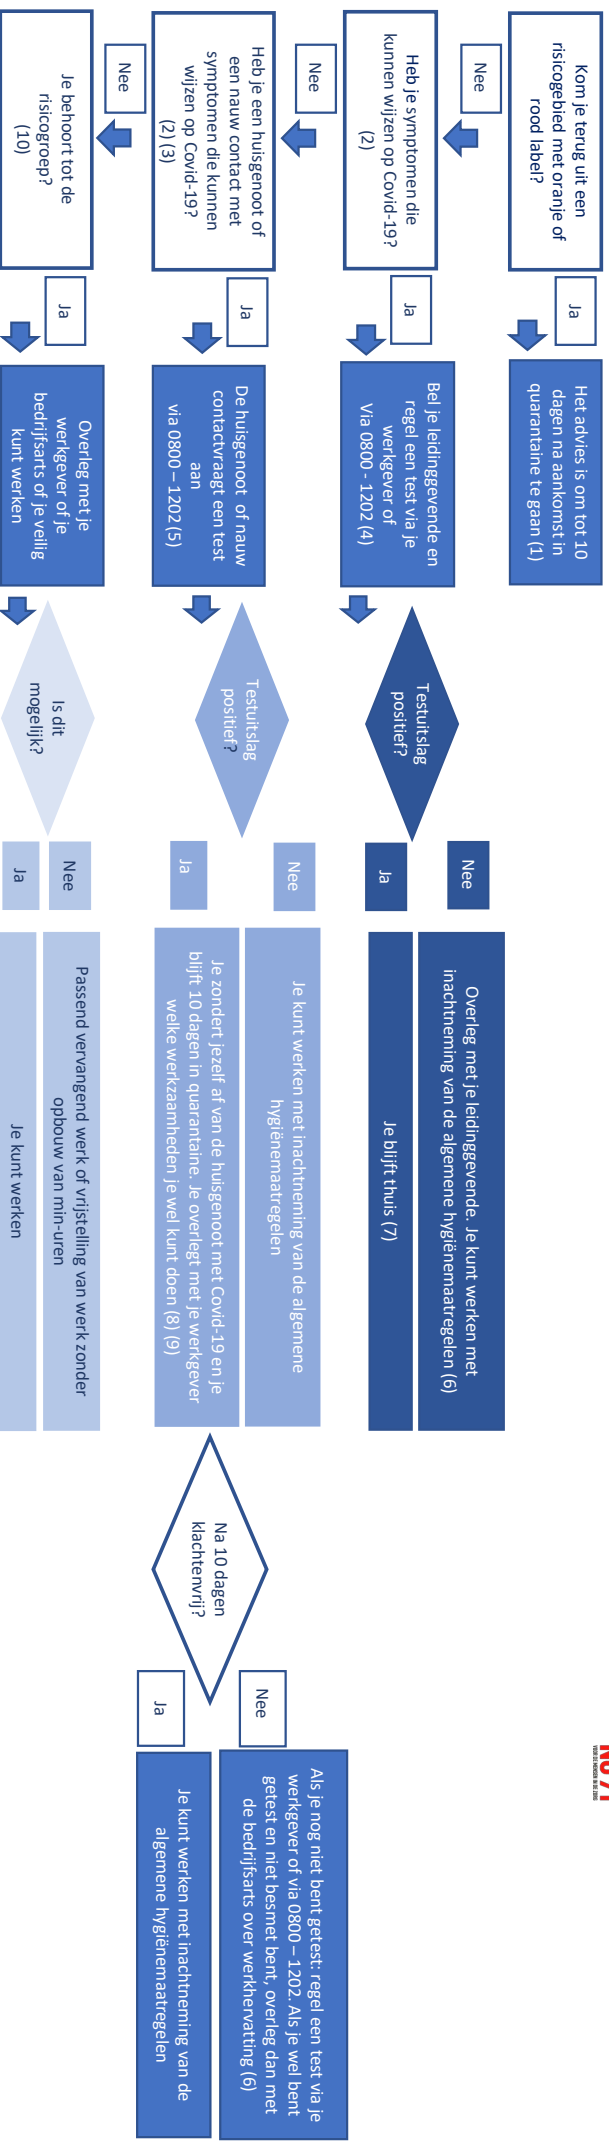 Kom je terug uit een
risicogebied met oranje of
rood label?
Ja
Het advies is om tot 10
dagen na aankomst in
quarantaine te gaan (1)
Nee
Heb je symptomen die
kunnen wijzen op Covid-19?
(2)
Ja
Bel je leidinggevende en
regel een test via je
werkgever of
Via 0800 - 1202 (4)
Testuitslag
positief?
Nee
Overleg met je leidinggevende. Je kunt werken met
inachtneming van de algemene hygiënemaatregelen (6)
Ja
Je blijft thuis (7)
Nee
Heb je een huisgenoot of
een nauw contact met
symptomen die kunnen
wijzen op Covid-19?
(2) (3)
Ja
De huisgenoot of nauw
contactvraagt een test
aan
via 0800 – 1202 (5)
Testuitslag
positief?
Nee
Je kunt werken met inachtneming van de algemene
hygiënemaatregelen
Ja
Je zondert jezelf af van de huisgenoot met Covid-19 en je
blijft 10 dagen in quarantaine. Je overlegt met je werkgever
welke werkzaamheden je wel kunt doen (8) (9)
Na 10 dagen
klachtenvrij?
Nee
Als je nog niet bent getest: regel een test via je
werkgever of via 0800 – 1202. Als je wel bent
getest en niet besmet bent, overleg dan met
de bedrijfsarts over werkhervatting (6)
Ja
Je kunt werken met inachtneming van de
algemene hygiënemaatregelen
Nee
Je behoort tot de
risicogroep?
(10)
Ja
Overleg met je
werkgever of je
bedrijfsarts of je veilig
kunt werken
Is dit
mogelijk?
Nee
Passend vervangend werk of vrijstelling van werk zonder
opbouw van min-uren
Ja
Je kunt werken
NU'91
VOOR DE MENSEN IN DE ZORG